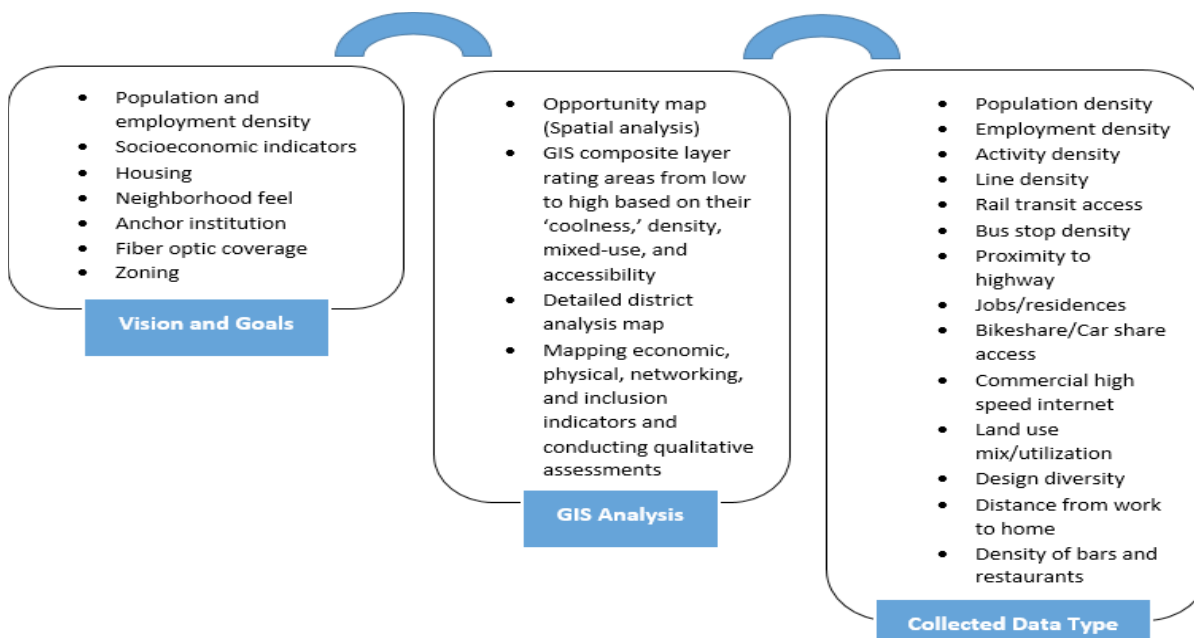 • Population and
employment density
• Socioeconomic indicators
• Housing
• Neighborhood feel
• Anchor institution
• Fiber optic coverage
• Zoning
Vision and Goals
• Opportunity map
(Spatial analysis)
• GIS composite layer
rating areas from low
to high based on their
‘coolness,’ density,
mixed-use, and
accessibility
• Detailed district
analysis map
• Mapping economic,
physical, networking,
and inclusion
indicators and
conducting qualitative
assessments
GIS Analysis
• Population density
• Employment density
• Activity density
• Line density
• Rail transit access
• Bus stop density
• Proximity to
highway
• Jobs/residences
• Bikeshare/Car share
access
• Commercial high
speed internet
• Land use
mix/utilization
• Design diversity
• Distance from work
to home
• Density of bars and
restaurants
Collected Data Type